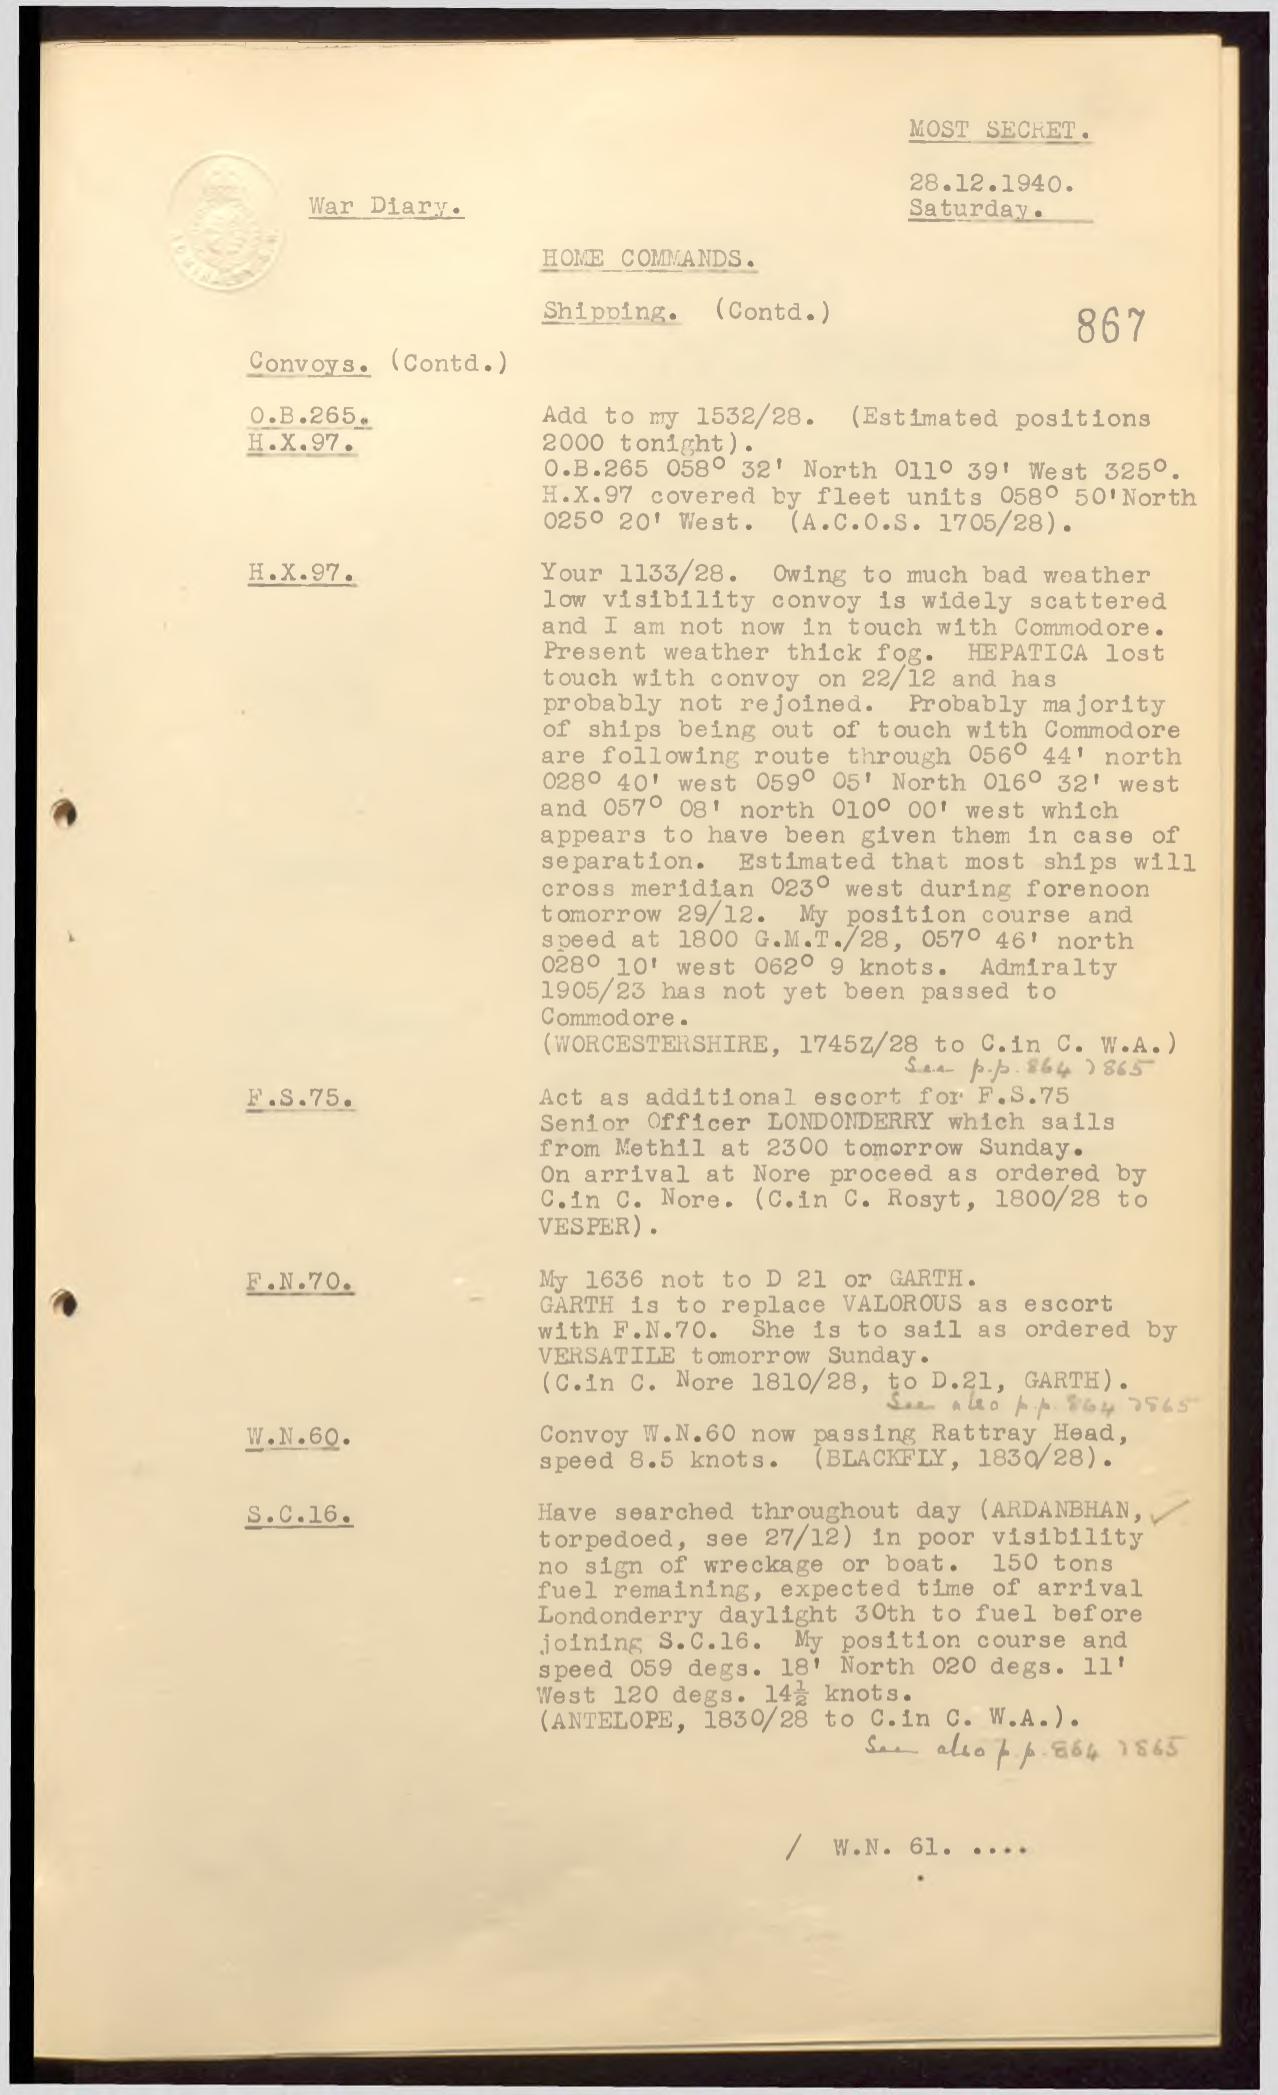 MOST SECRET.
28.12.1940.
War Diary.
Saturday.
HOME COMMANDS.
Shipping. (Contd.)
867
Convoys. (Contd.)
O.B.265.
H.X.97.
Add to my 1532/28. (Estimated positions
2000 tonight).
O.B.265 058° 32' North 011° 39' West 325°.
H.X.97 covered by fleet units 058° 50'North
025° 20' West. (A.C.O.S. 1705/28).
H.X.97.
Your 1133/28. Owing to much bad weather
low visibility convoy is widely scattered
and I am not now in touch with Commodore.
Present weather thick fog. HEPATICA lost
touch with convoy on 22/12 and has
probably not rejoined. Probably majority
of ships being out of touch with Commodore
are following route through 056° 44' north
028° 40' west 059° 05' North 016° 32' west
and 057° 08' north 010° 00' west which
appears to have been given them in case of
separation. Estimated that most ships will
cross meridian 023° west during forenoon
tomorrow 29/12. My position course and
speed at 1800 G.M.T./28, 057° 46' north
028° 10' west 062° 9 knots. Admiralty
1905/23 has not yet been passed to
Commodore.
(WORCESTERSHIRE, 1745Z/28 to C.in C. W.A.)
See p.p. 864 & 865
F.S.75.
Act as additional escort for F.S.75
Senior Officer LONDONDERRY which sails
from Methil at 2300 tomorrow Sunday.
On arrival at Nore proceed as ordered by
C.in C. Nore. (C.in C. Rosyt, 1800/28 to
VESPER).
F.N.70.
My 1636 not to D 21 or GARTH.
GARTH is to replace VALOROUS as escort
with F.N.70. She is to sail as ordered by
VERSATILE tomorrow Sunday.
(C.in C. Nore 1810/28, to D.21, GARTH).
See also p.p. 864 & 865
W.N.60.
Convoy W.N.60 now passing Rattray Head,
speed 8.5 knots. (BLACKFLY, 1830/28).
S.C.16.
Have searched throughout day (ARDANBHAN,
torpedoed, see 27/12) in poor visibility
no sign of wreckage or boat. 150 tons
fuel remaining, expected time of arrival
Londonderry daylight 30th to fuel before
joining S.C.16. My position course and
speed 059 degs. 18' North 020 degs. 11'
West 120 degs. 14½ knots.
(ANTELOPE, 1830/28 to C.in C. W.A.).
See also p.p. 864 & 865
/ W.N. 61. ....